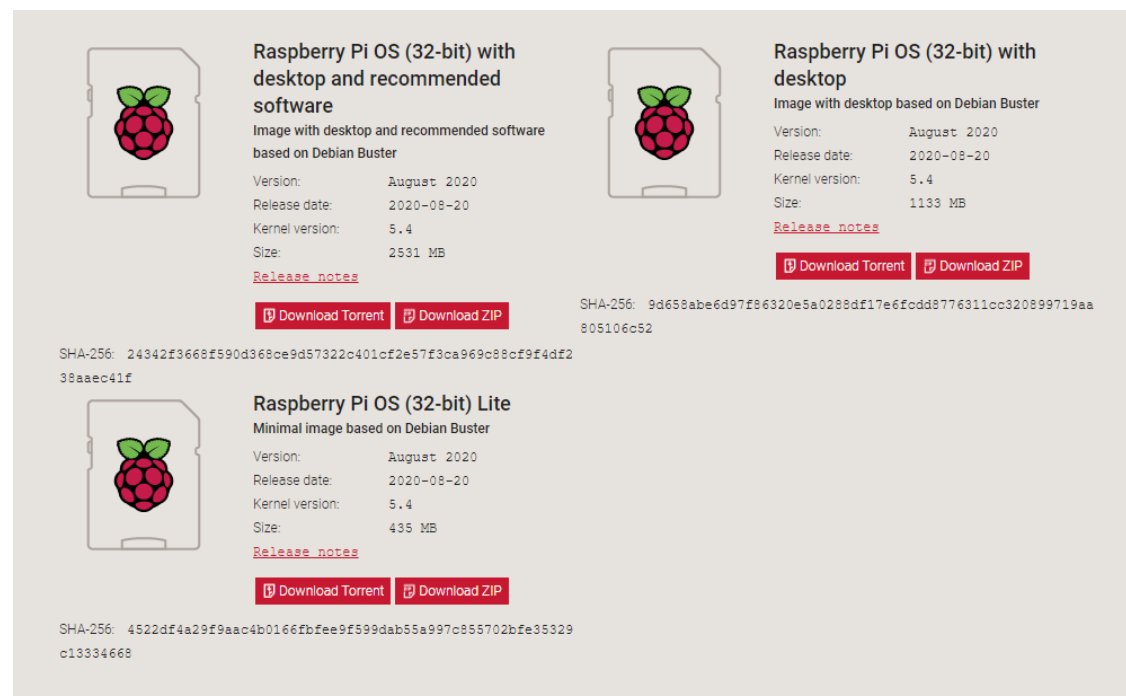 Raspberry Pi OS (32-bit) with
desktop and recommended
software
Image with desktop and recommended software
based on Debian Buster
Version: August 2020
Release date: 2020-08-20
Kernel version: 5.4
Size: 2531 MB
Release notes
Download Torrent Download ZIP
SHA-256: 24342f3668f590d368ce9d57322c401cf2e57f3ca969c88cf9f4df2
38aaec41f
Raspberry Pi OS (32-bit) with
desktop
Image with desktop based on Debian Buster
Version: August 2020
Release date: 2020-08-20
Kernel version: 5.4
Size: 1133 MB
Release notes
Download Torrent Download ZIP
SHA-256: 9d658abe6d97f86320e5a0288df17e6fcdd8776311cc320899719aa
805106c52
Raspberry Pi OS (32-bit) Lite
Minimal image based on Debian Buster
Version: August 2020
Release date: 2020-08-20
Kernel version: 5.4
Size: 435 MB
Release notes
Download Torrent Download ZIP
SHA-256: 4522df4a29f9aac4b0166fbfee9f599dab55a997c855702bfe35329
c13334668